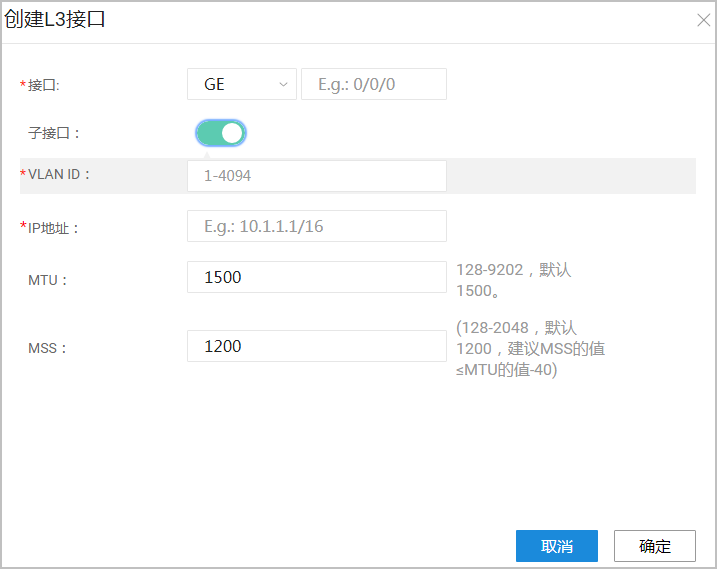 创建L3接口
*接口: GE E.g.: 0/0/0
子接口：
*VLAN ID： 1-4094
*IP地址： E.g.: 10.1.1.1/16
MTU： 1500 128-9202，默认
1500。
MSS： 1200 (128-2048，默认
1200，建议MSS的值
≤MTU的值-40)
取消 确定